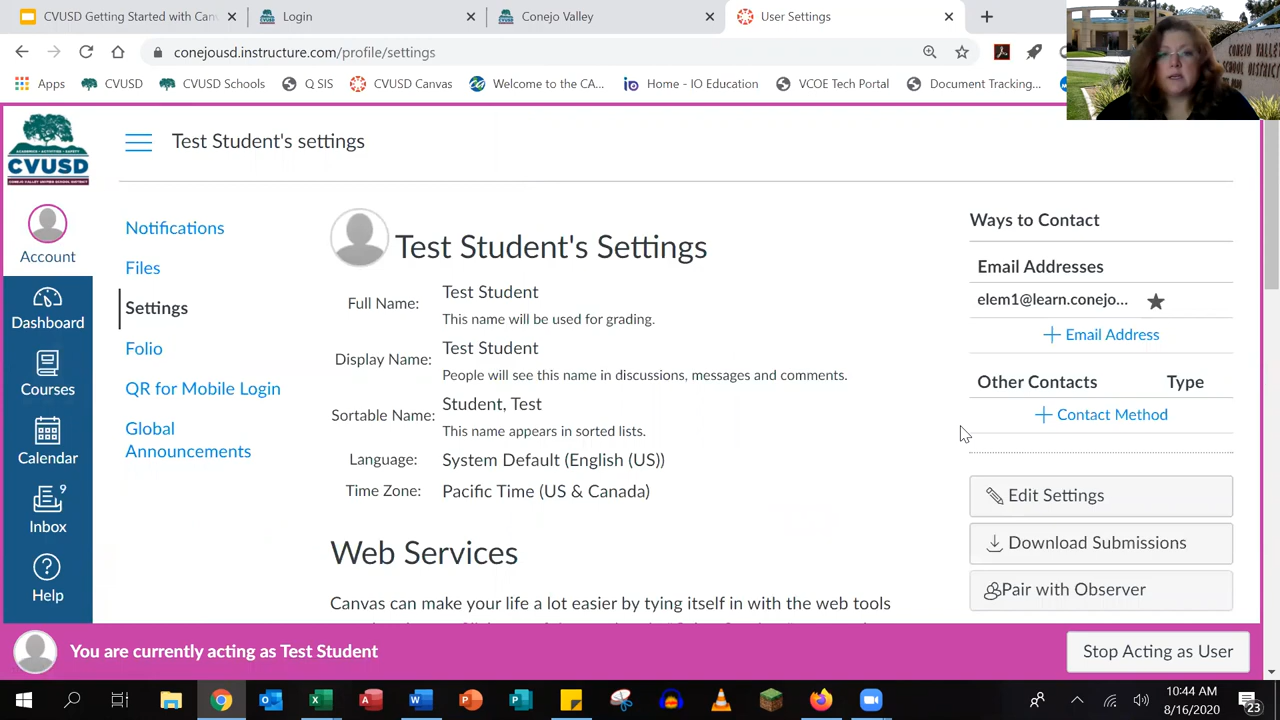 CVUSD Getting Started with Can
Login
Conejo Valley
User Settings
conejousd.instructure.com/profile/settings
Apps
CVUSD
CVUSD Schools
Q SIS
CVUSD Canvas
Welcome to the CA...
Home - IO Education
VCOE Tech Portal
Document Tracking...
CONEJO VALLEY
SCHOOL DISTRICT
CVUSD
Test Student's settings
Account
Dashboard
Courses
Calendar
9
Inbox
Help
Notifications
Files
Settings
Folio
QR for Mobile Login
Global
Announcements
Test Student's Settings
Full Name:
Test Student
This name will be used for grading.
Display Name:
Test Student
People will see this name in discussions, messages and comments.
Sortable Name:
Student, Test
This name appears in sorted lists.
Language:
System Default (English (US))
Time Zone:
Pacific Time (US & Canada)
Web Services
Canvas can make your life a lot easier by tying itself in with the web tools
Ways to Contact
Email Addresses
elem1@learn.conejo...
Email Address
Other Contacts Type
Contact Method
Edit Settings
Download Submissions
Pair with Observer
You are currently acting as Test Student
Stop Acting as User
10:44 AM
8/16/2020
23